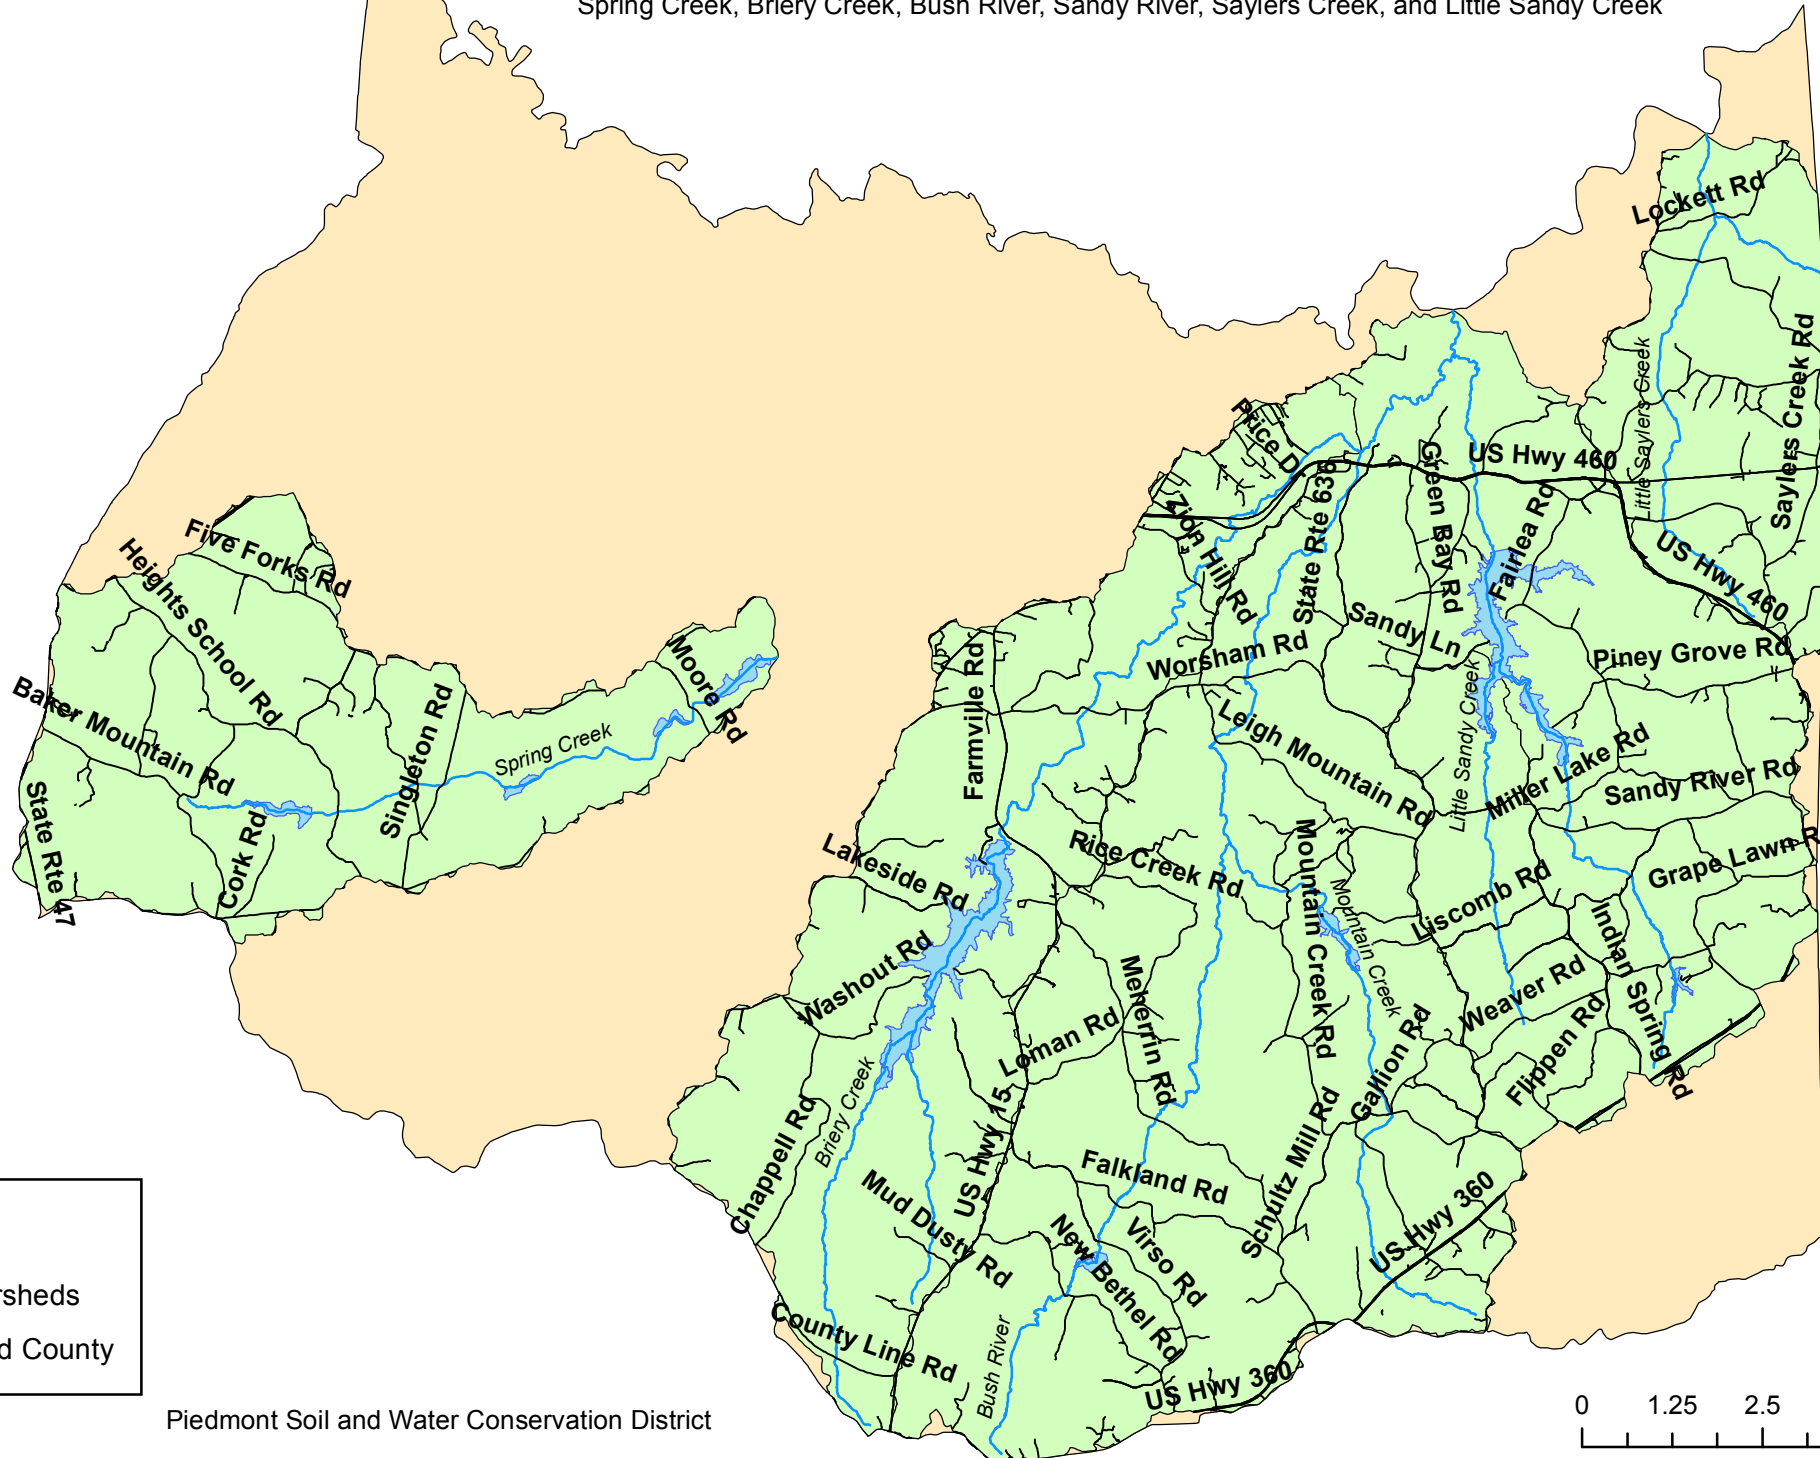 Spring Creek, Briery Creek, Bush River, Sandy River, Saylers Creek, and Little Sandy Creek
Lockett Rd
Saylers Creek Rd
Little Saylers Creek
Price Dr
US Hwy 460
Green Bay Rd
State Rte 636
Zion Hill Rd
Fairlea Rd
US Hwy 460
Five Forks Rd
Heights School Rd
Sandy Ln
Worsham Rd
Piney Grove Rd
Moore Rd
Farmville Rd
Baker Mountain Rd
Singleton Rd
Spring Creek
Leigh Mountain Rd
Little Sandy Creek
Miller Lake Rd
Sandy River Rd
State Rte 47
Cork Rd
Lakeside Rd
Rice Creek Rd
Mountain Creek Rd
Mountain Creek
Liscomb Rd
Grape Lawn R
Indian Spring Rd
Washout Rd
Meherrin Rd
Loman Rd
Weaver Rd
Flippen Rd
Gallion Rd
Briery Creek
Chappell Rd
US Hwy 15
Falkland Rd
Schultz Mill Rd
Mud Dusty Rd
New Bethel Rd
Virso Rd
US Hwy 360
County Line Rd
Bush River
US Hwy 360
rsheds
d County
Piedmont Soil and Water Conservation District
0 1.25 2.5